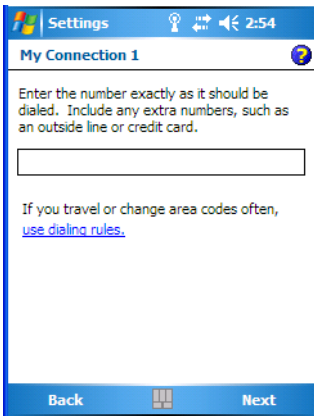 Settings 2:54
My Connection 1
Enter the number exactly as it should be
dialed. Include any extra numbers, such as
an outside line or credit card.
If you travel or change area codes often,
use dialing rules.
Back Next